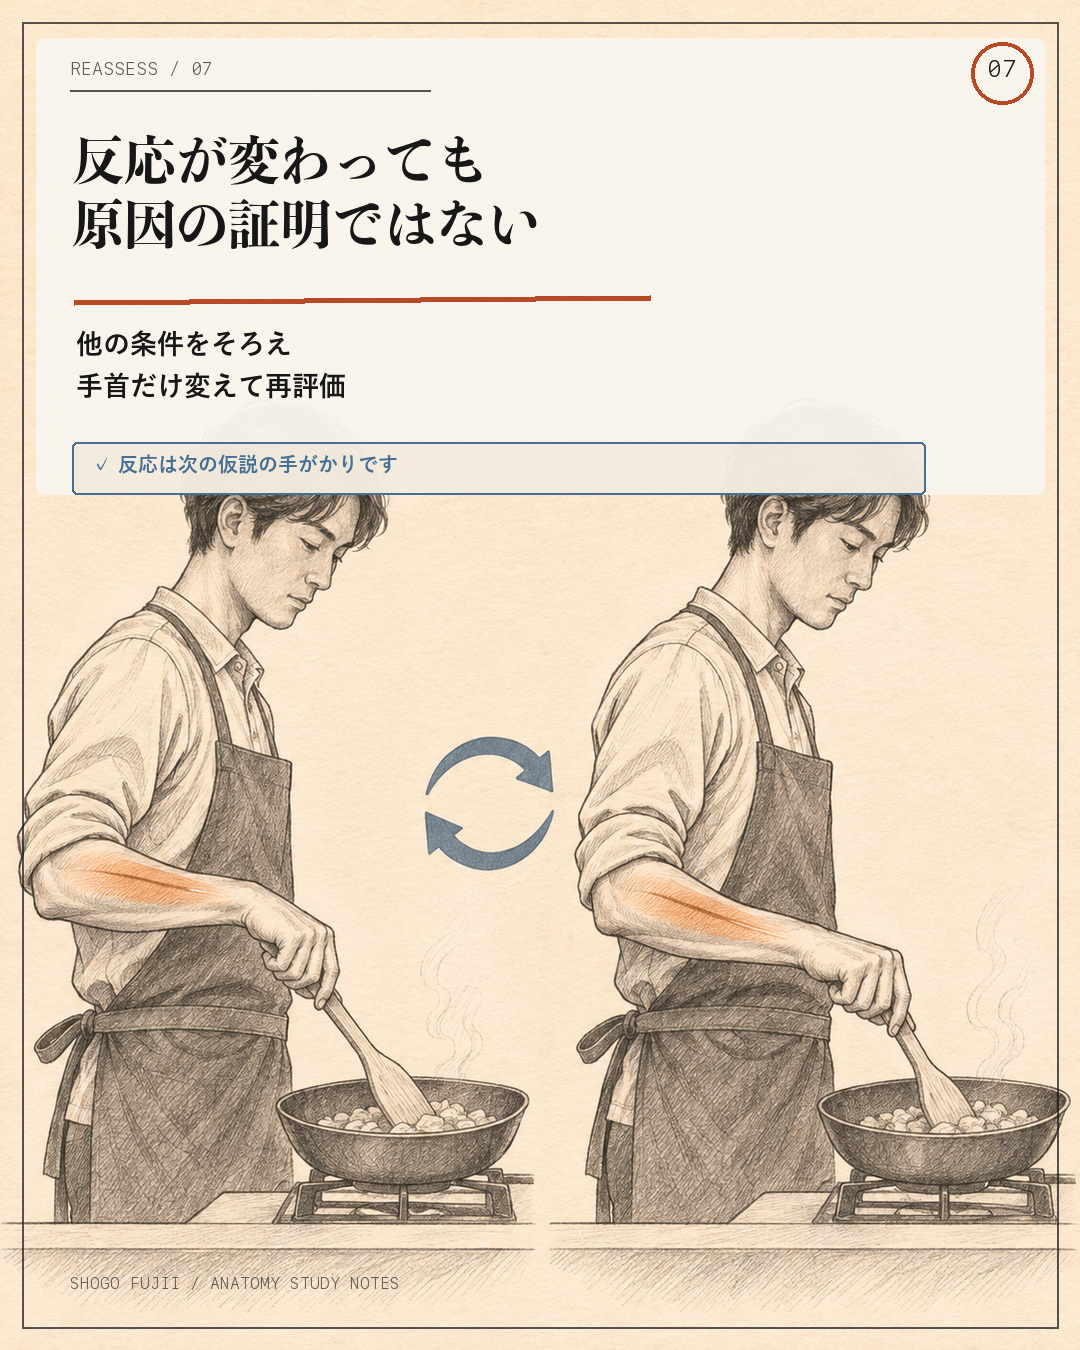 REASSESS / 07
07
反応が変わっても
原因の証明ではない
他の条件をそろえ
手首だけ変えて再評価
✓ 反応は次の仮説の手がかりです
SHOGO FUJII / ANATOMY STUDY NOTES